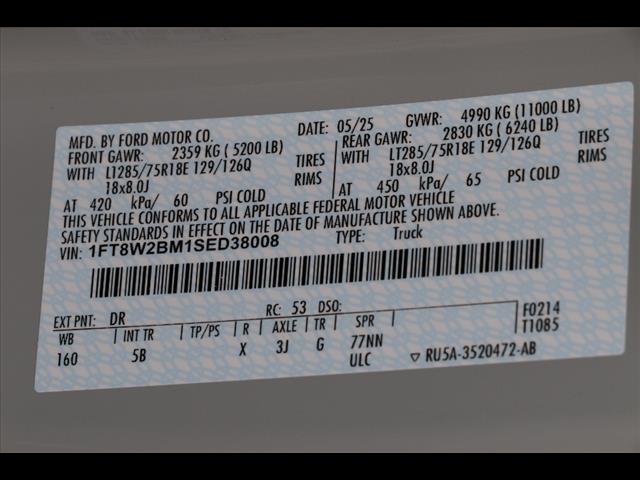 MFD. BY FORD MOTOR CO.
DATE: 05/25 GVWR: 4990 KG (11000 LB)
FRONT GAWR: 2359 KG ( 5200 LB) REAR GAWR: 2830 KG ( 6240 LB)
WITH LT285/75R18E 129/126Q TIRES WITH LT285/75R18E 129/126Q TIRES
18x8.0J RIMS 18x8.0J RIMS
AT 420 kPa/ 60 PSI COLD AT 450 kPa/ 65 PSI COLD
THIS VEHICLE CONFORMS TO ALL APPLICABLE FEDERAL MOTOR VEHICLE
SAFETY STANDARDS IN EFFECT ON THE DATE OF MANUFACTURE SHOWN ABOVE.
VIN: 1FT8W2BM1SED38008 TYPE: Truck
EXT PNT: DR RC: 53 DSO: F0214
WB INT TR TP/PS R AXLE TR SPR T1085
160 5B X 3J G 77NN
ULC ▽ RU5A-3520472-AB